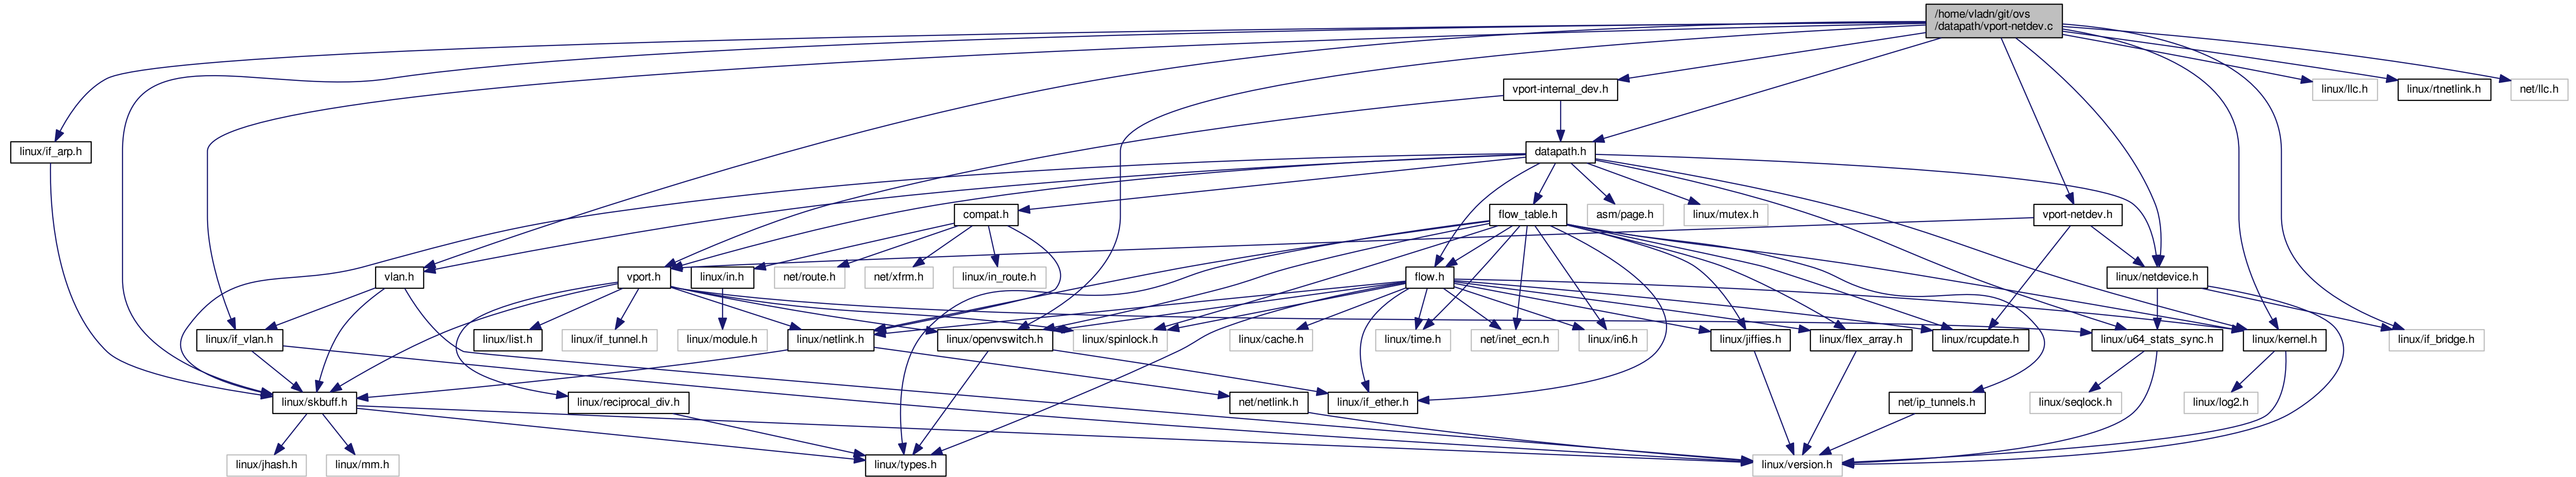 /home/vladn/git/ovs
/datapath/vport-netdev.c
vport-internal_dev.h
linux/llc.h
linux/rtnetlink.h
net/llc.h
linux/if_arp.h
datapath.h
compat.h
flow_table.h
asm/page.h
linux/mutex.h
vport-netdev.h
vlan.h
vport.h
linux/in.h
net/route.h
net/xfrm.h
linux/in_route.h
flow.h
linux/netdevice.h
linux/if_vlan.h
linux/list.h
linux/if_tunnel.h
linux/module.h
linux/netlink.h
linux/openvswitch.h
linux/spinlock.h
linux/cache.h
linux/time.h
net/inet_ecn.h
linux/in6.h
linux/jiffies.h
linux/flex_array.h
linux/rcupdate.h
linux/u64_stats_sync.h
linux/kernel.h
linux/if_bridge.h
linux/skbuff.h
linux/reciprocal_div.h
net/netlink.h
linux/if_ether.h
net/ip_tunnels.h
linux/seqlock.h
linux/log2.h
linux/jhash.h
linux/mm.h
linux/types.h
linux/version.h